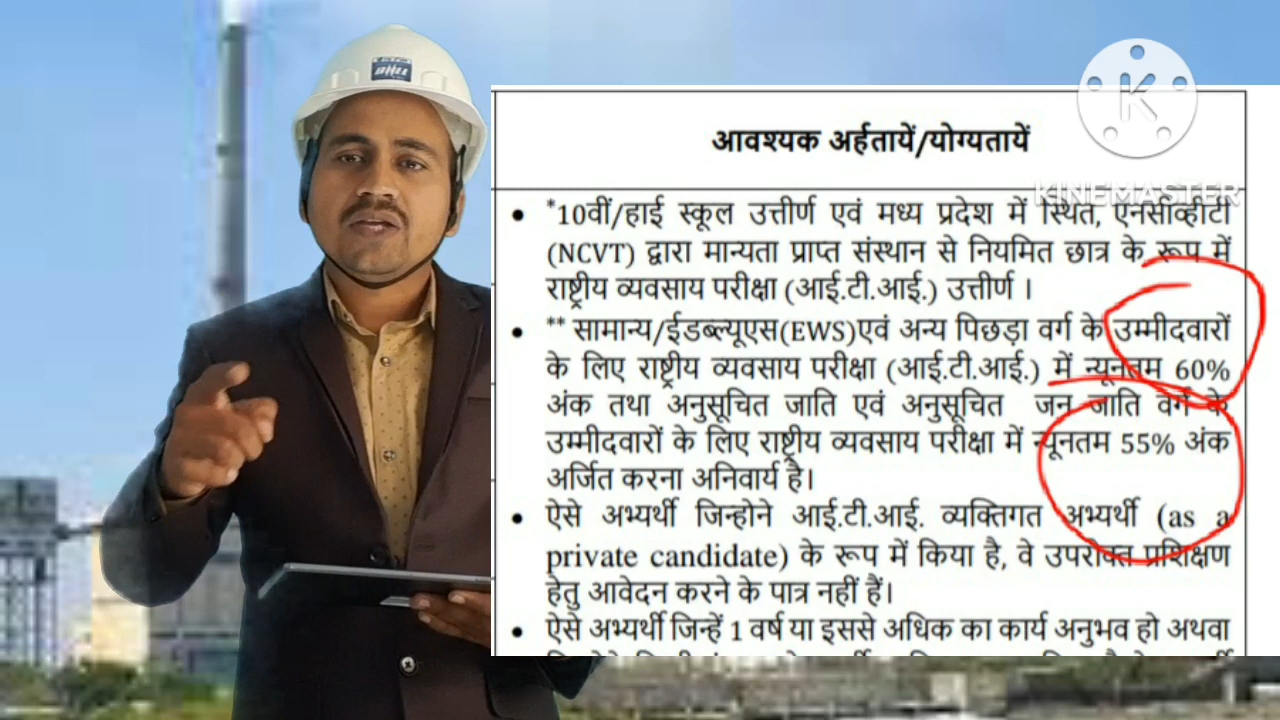 BHEL
KINEMASTER
आवश्यक अर्हतायें/योग्यतायें
*10वीं/हाई स्कूल उत्तीर्ण एवं मध्य प्रदेश में स्थित, एनसीव्हीटी
(NCVT) द्वारा मान्यता प्राप्त संस्थान से नियमित छात्र के रूप में
राष्ट्रीय व्यवसाय परीक्षा (आई.टी.आई.) उत्तीर्ण ।
** सामान्य/ईडब्ल्यूएस(EWS)एवं अन्य पिछड़ा वर्ग के उम्मीदवारों
के लिए राष्ट्रीय व्यवसाय परीक्षा (आई.टी.आई.) में न्यूनतम 60%
अंक तथा अनुसूचित जाति एवं अनुसूचित जन जाति वर्ग के
उम्मीदवारों के लिए राष्ट्रीय व्यवसाय परीक्षा में न्यूनतम 55% अंक
अर्जित करना अनिवार्य है।
ऐसे अभ्यर्थी जिन्होने आई.टी.आई. व्यक्तिगत अभ्यर्थी (as a
private candidate) के रूप में किया है, वे उपरोक्त प्रशिक्षण
हेतु आवेदन करने के पात्र नहीं हैं।
ऐसे अभ्यर्थी जिन्हें 1 वर्ष या इससे अधिक का कार्य अनुभव हो अथवा